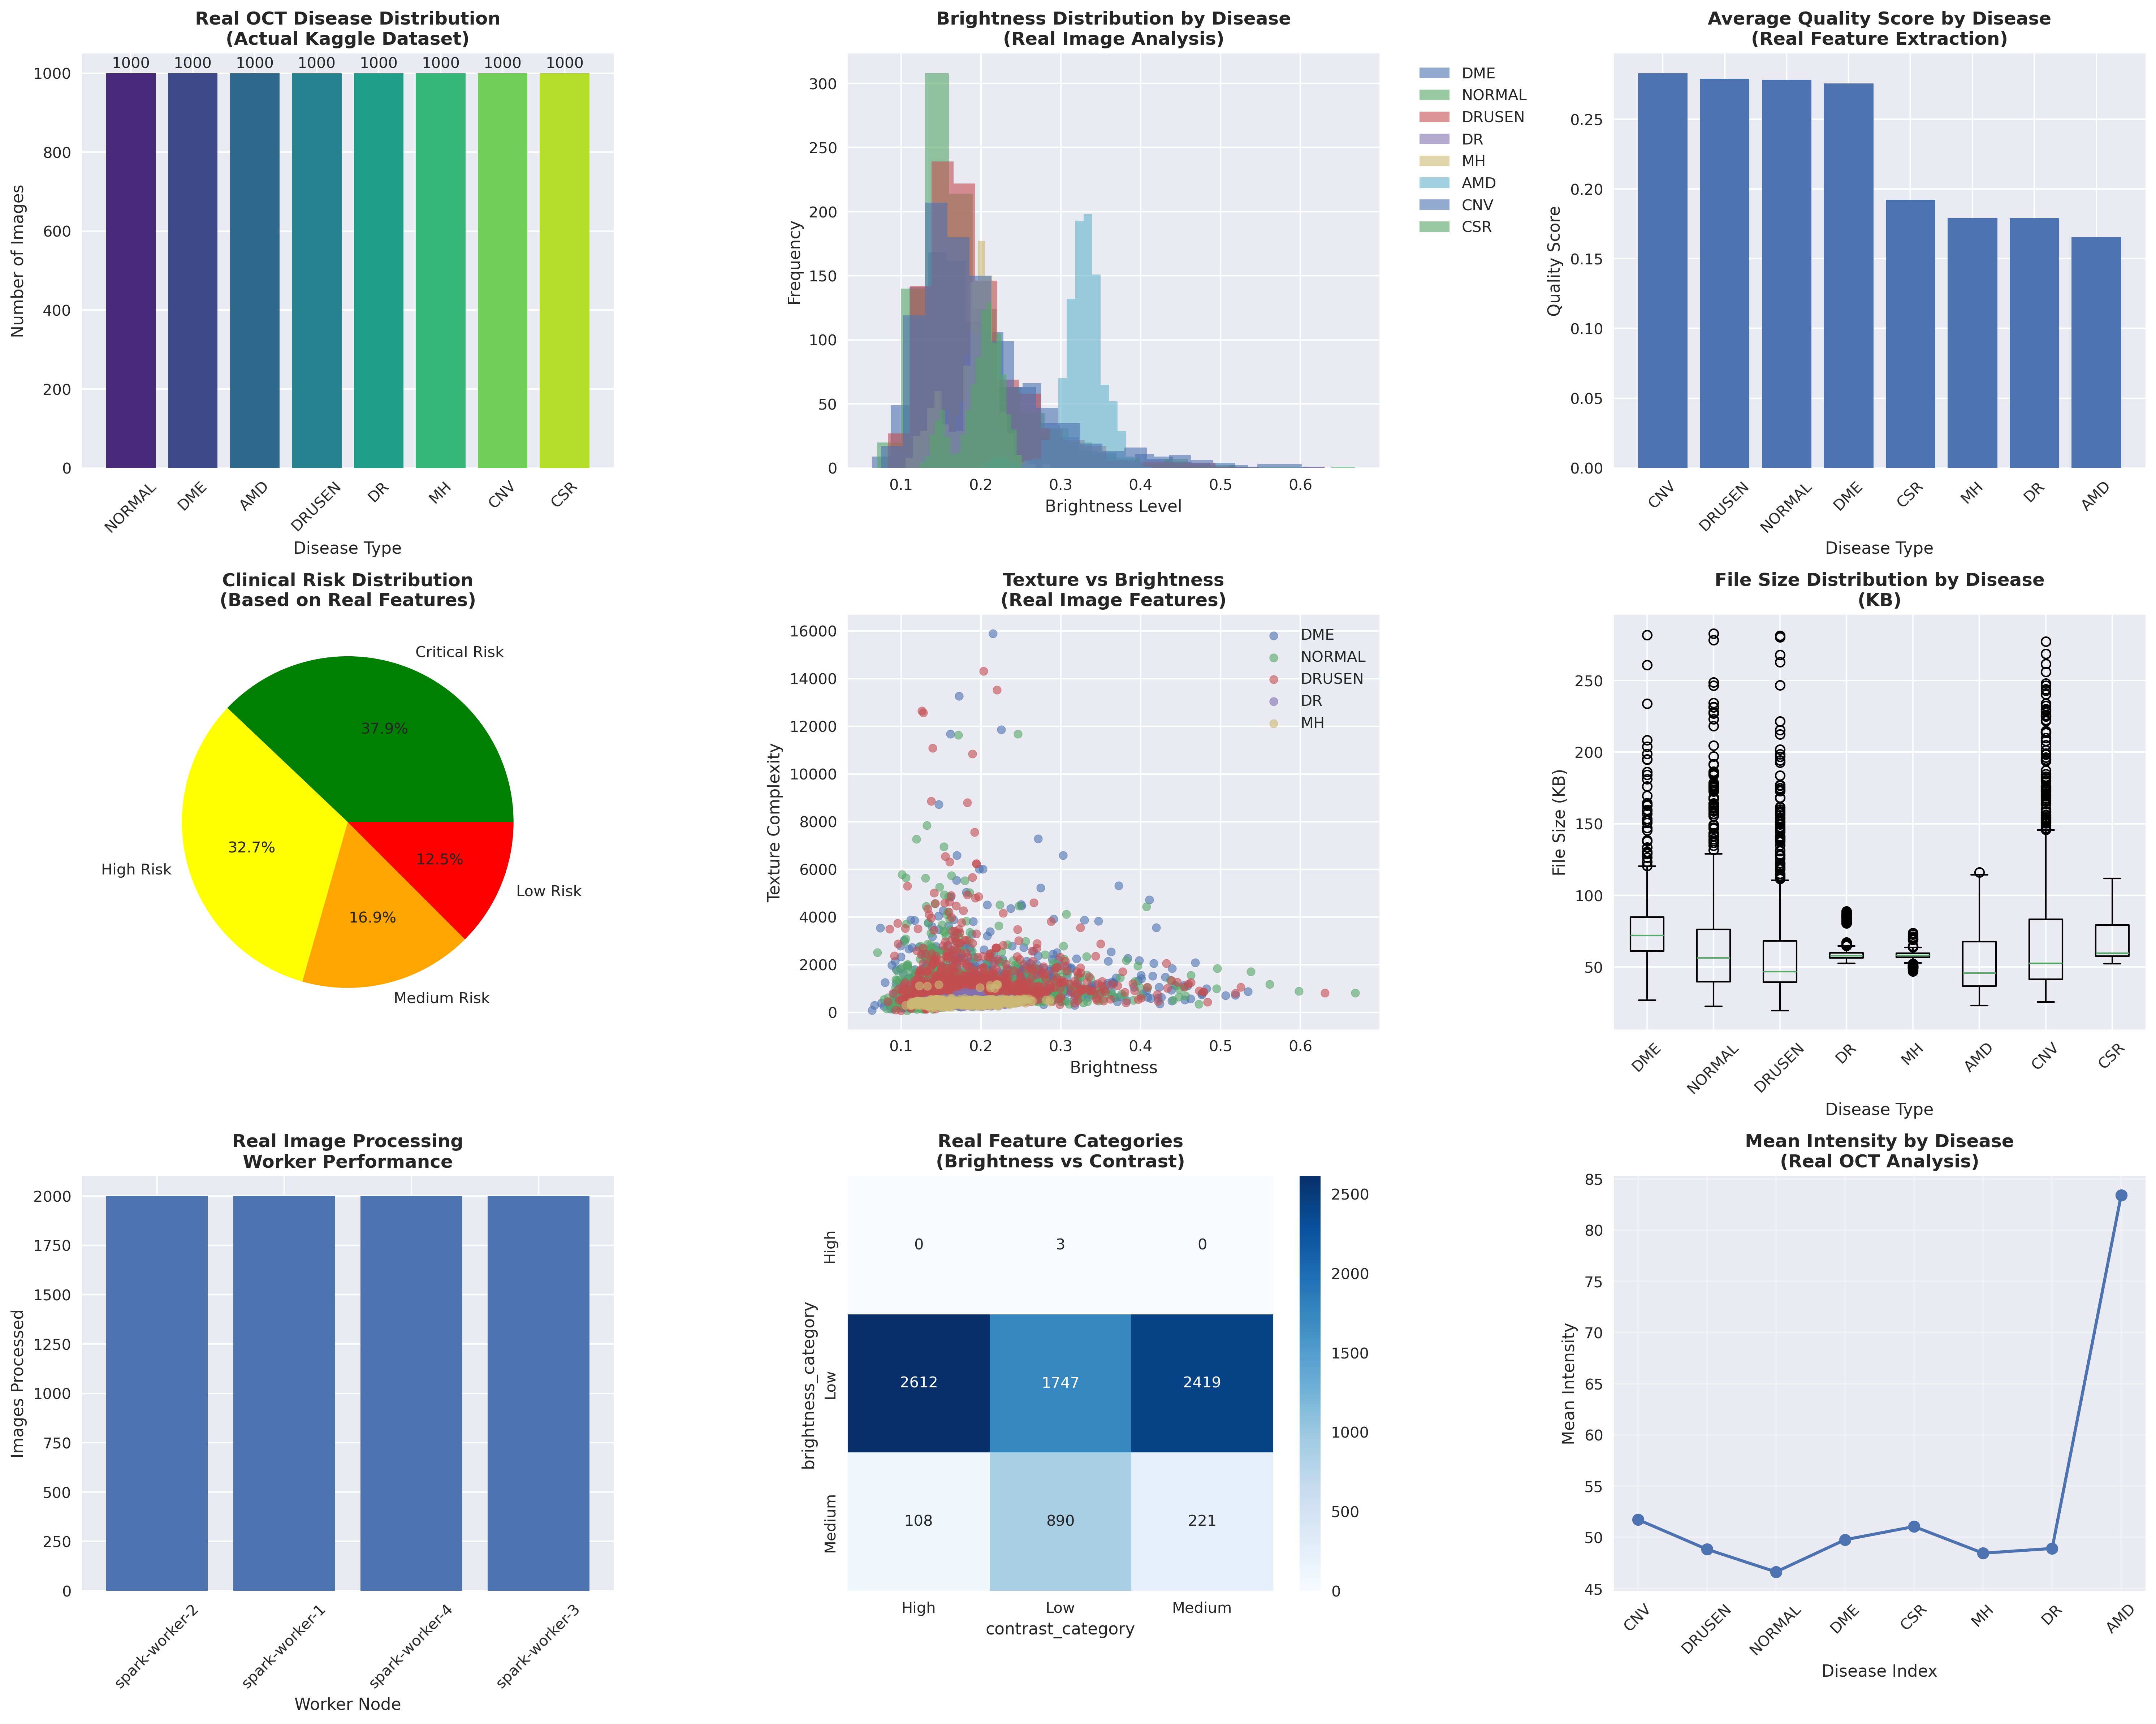 Real OCT Disease Distribution
(Actual Kaggle Dataset)
1000 1000 1000 1000 1000 1000 1000 1000
1000
800
600
400
200
0
Number of Images
NORMAL
DME
AMD
DRUSEN
DR
MH
CNV
CSR
Disease Type
Brightness Distribution by Disease
(Real Image Analysis)
300
250
200
150
100
50
0
Frequency
0.1 0.2 0.3 0.4 0.5 0.6
Brightness Level
DME
NORMAL
DRUSEN
DR
MH
AMD
CNV
CSR
Average Quality Score by Disease
(Real Feature Extraction)
0.25
0.20
0.15
0.10
0.05
0.00
Quality Score
CNV
DRUSEN
NORMAL
DME
CSR
MH
DR
AMD
Disease Type
Clinical Risk Distribution
(Based on Real Features)
Critical Risk
37.9%
High Risk
32.7%
Medium Risk
16.9%
Low Risk
12.5%
Texture vs Brightness
(Real Image Features)
16000
14000
12000
10000
8000
6000
4000
2000
0
Texture Complexity
DME
NORMAL
DRUSEN
DR
MH
0.1 0.2 0.3 0.4 0.5 0.6
Brightness
File Size Distribution by Disease
(KB)
250
200
150
100
50
File Size (KB)
DME
NORMAL
DRUSEN
DR
MH
AMD
CNV
CSR
Disease Type
Real Image Processing
Worker Performance
2000
1750
1500
1250
1000
750
500
250
0
Images Processed
spark-worker-2
spark-worker-1
spark-worker-4
spark-worker-3
Worker Node
Real Feature Categories
(Brightness vs Contrast)
High
Low
Medium
brightness_category
0 3 0
2612 1747 2419
108 890 221
High Low Medium
contrast_category
2500
2000
1500
1000
500
0
Mean Intensity by Disease
(Real OCT Analysis)
85
80
75
70
65
60
55
50
45
Mean Intensity
CNV
DRUSEN
NORMAL
DME
CSR
MH
DR
AMD
Disease Index